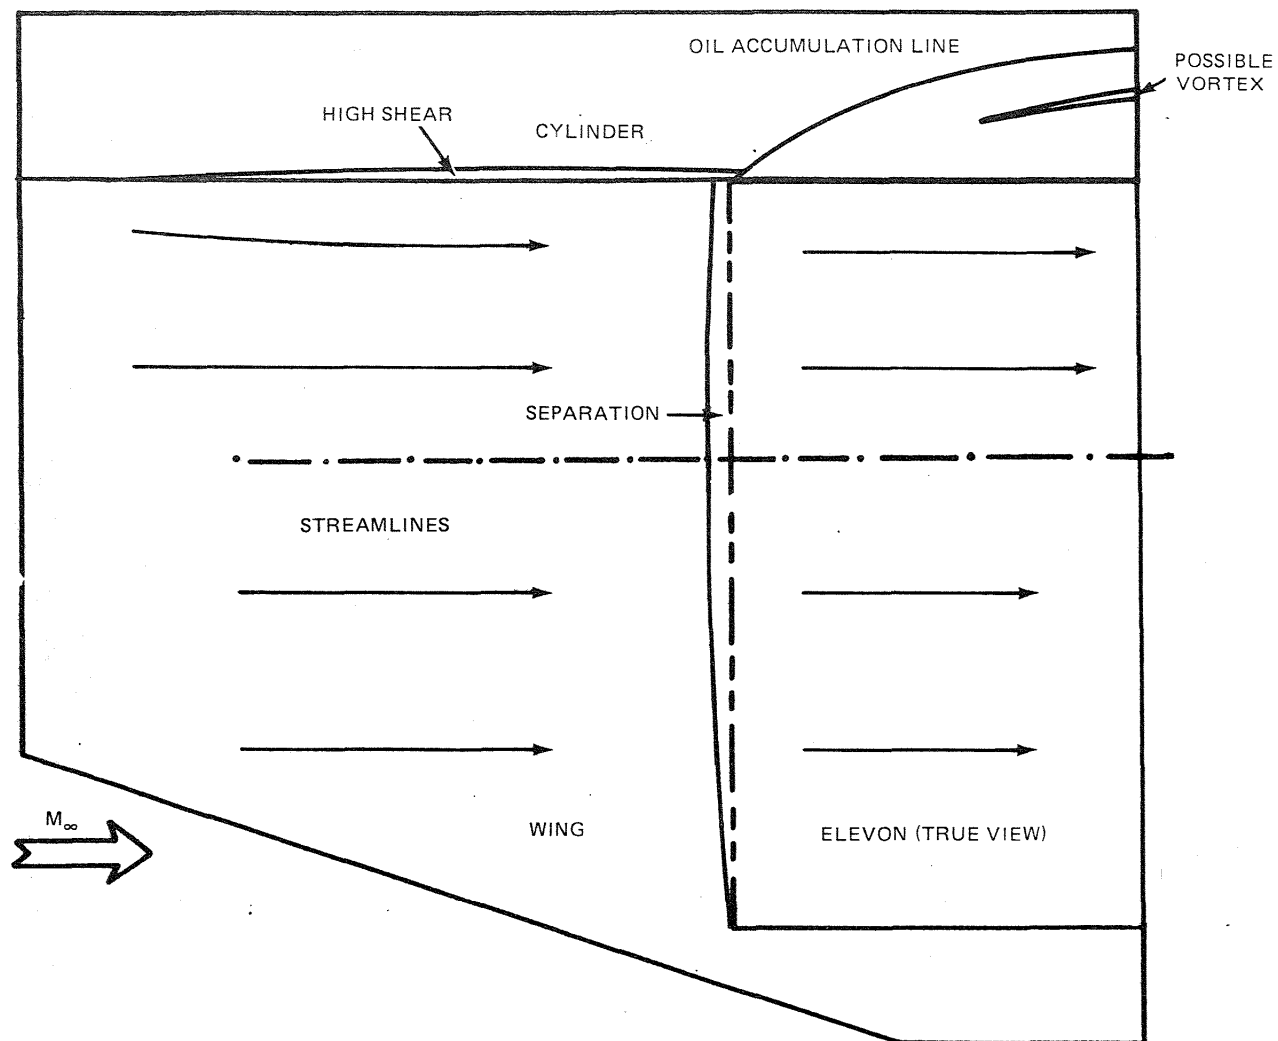 OIL ACCUMULATION LINE
POSSIBLE
VORTEX
HIGH SHEAR
CYLINDER
SEPARATION
STREAMLINES
M∞
WING
ELEVON (TRUE VIEW)